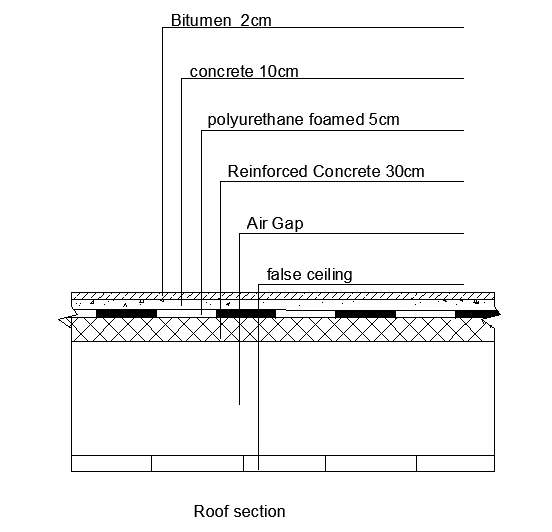 Bitumen  2cm
concrete 10cm
polyurethane foamed 5cm
Reinforced Concrete 30cm
Air Gap
false ceiling
Roof section